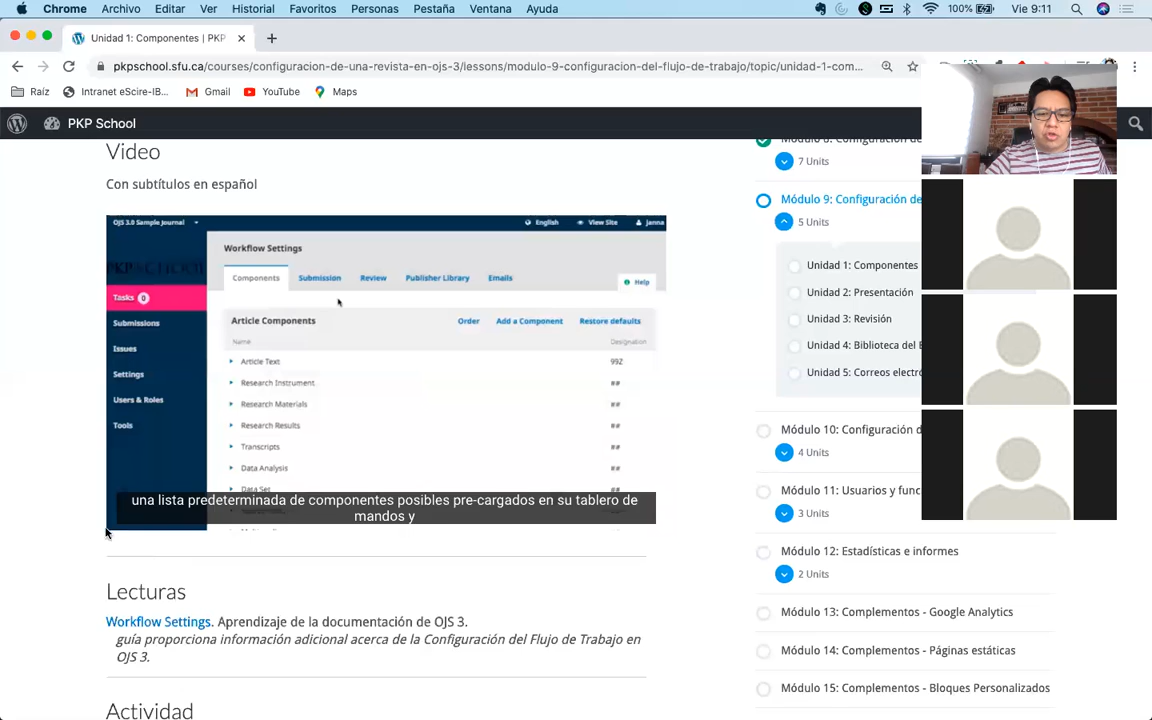 Chrome Archivo Editar Ver Historial Favoritos Personas Pestaña Ventana Ayuda 100% Vie 9:11
Unidad 1: Componentes | PKP
pkpschool.sfu.ca/courses/configuracion-de-una-revista-en-ojs-3/lessons/modulo-9-configuracion-del-flujo-de-trabajo/topic/unidad-1-com...
Raíz Intranet eScire-IB... Gmail YouTube Maps
PKP School
Video
Con subtítulos en español
OJS 3.0 Sample Journal English View Site Janna
Workflow Settings
PKP SCHOOL
Components Submission Review Publisher Library Emails
Help
Tasks 0
Submissions
Issues
Settings
Users & Roles
Tools
Article Components Order Add a Component Restore defaults
Name Designation
Article Text 992
Research Instrument ##
Research Materials ##
Research Results ##
Transcripts ##
Data Analysis ##
Data Set ##
una lista predeterminada de componentes posibles pre-cargados en su tablero de
mandos y
Lecturas
Workflow Settings. Aprendizaje de la documentación de OJS 3.
guía proporciona información adicional acerca de la Configuración del Flujo de Trabajo en
OJS 3.
Actividad
7 Units
Módulo 9: Configuración de
5 Units
Unidad 1: Componentes
Unidad 2: Presentación
Unidad 3: Revisión
Unidad 4: Biblioteca del
Unidad 5: Correos electró
Módulo 10: Configuración d
4 Units
Módulo 11: Usuarios y func
3 Units
Módulo 12: Estadísticas e informes
2 Units
Módulo 13: Complementos - Google Analytics
Módulo 14: Complementos - Páginas estáticas
Módulo 15: Complementos - Bloques Personalizados